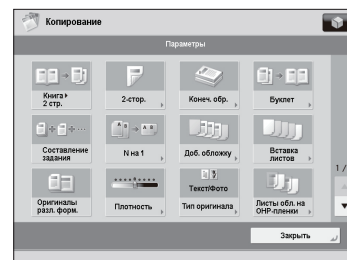 Копирование
Параметры
Книга▸
2 стр.
2-стор.
Конеч. обр.
Буклет
Составление
задания
N на 1
Доб. обложку
Вставка
листов
Оригиналы
разл. форм.
Плотность
Текст/Фото
Тип оригинала
Листы обл. на
OHP-пленки
1 /
Закрыть